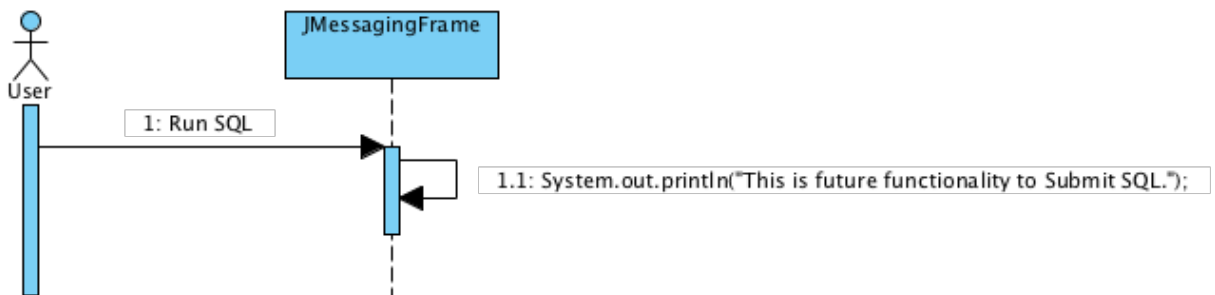 JMessagingFrame
User
1: Run SQL
1.1: System.out.println("This is future functionality to Submit SQL.");